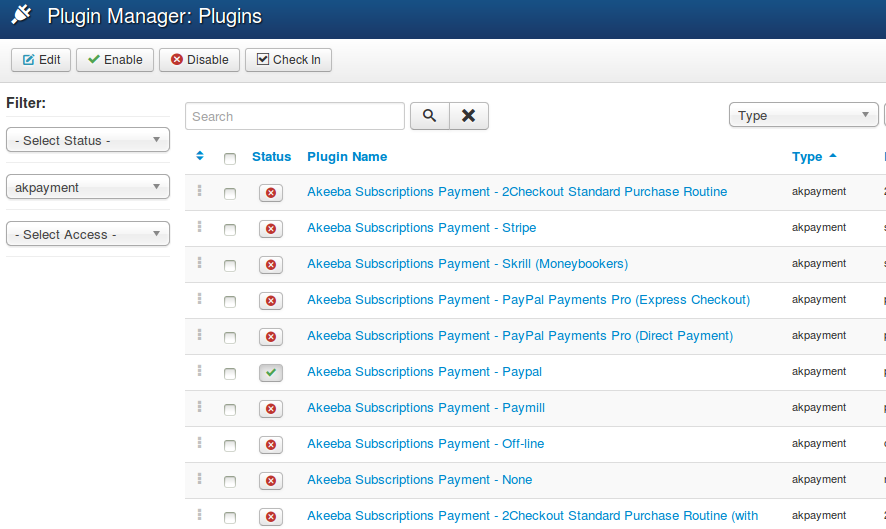 Plugin Manager: Plugins
Edit Enable Disable Check In
Filter:
- Select Status -
akpayment
- Select Access -
Search Type
Status Plugin Name Type
Akeeba Subscriptions Payment - 2Checkout Standard Purchase Routine akpayment
Akeeba Subscriptions Payment - Stripe akpayment
Akeeba Subscriptions Payment - Skrill (Moneybookers) akpayment
Akeeba Subscriptions Payment - PayPal Payments Pro (Express Checkout) akpayment
Akeeba Subscriptions Payment - PayPal Payments Pro (Direct Payment) akpayment
Akeeba Subscriptions Payment - Paypal akpayment
Akeeba Subscriptions Payment - Paymill akpayment
Akeeba Subscriptions Payment - Off-line akpayment
Akeeba Subscriptions Payment - None akpayment
Akeeba Subscriptions Payment - 2Checkout Standard Purchase Routine (with akpayment